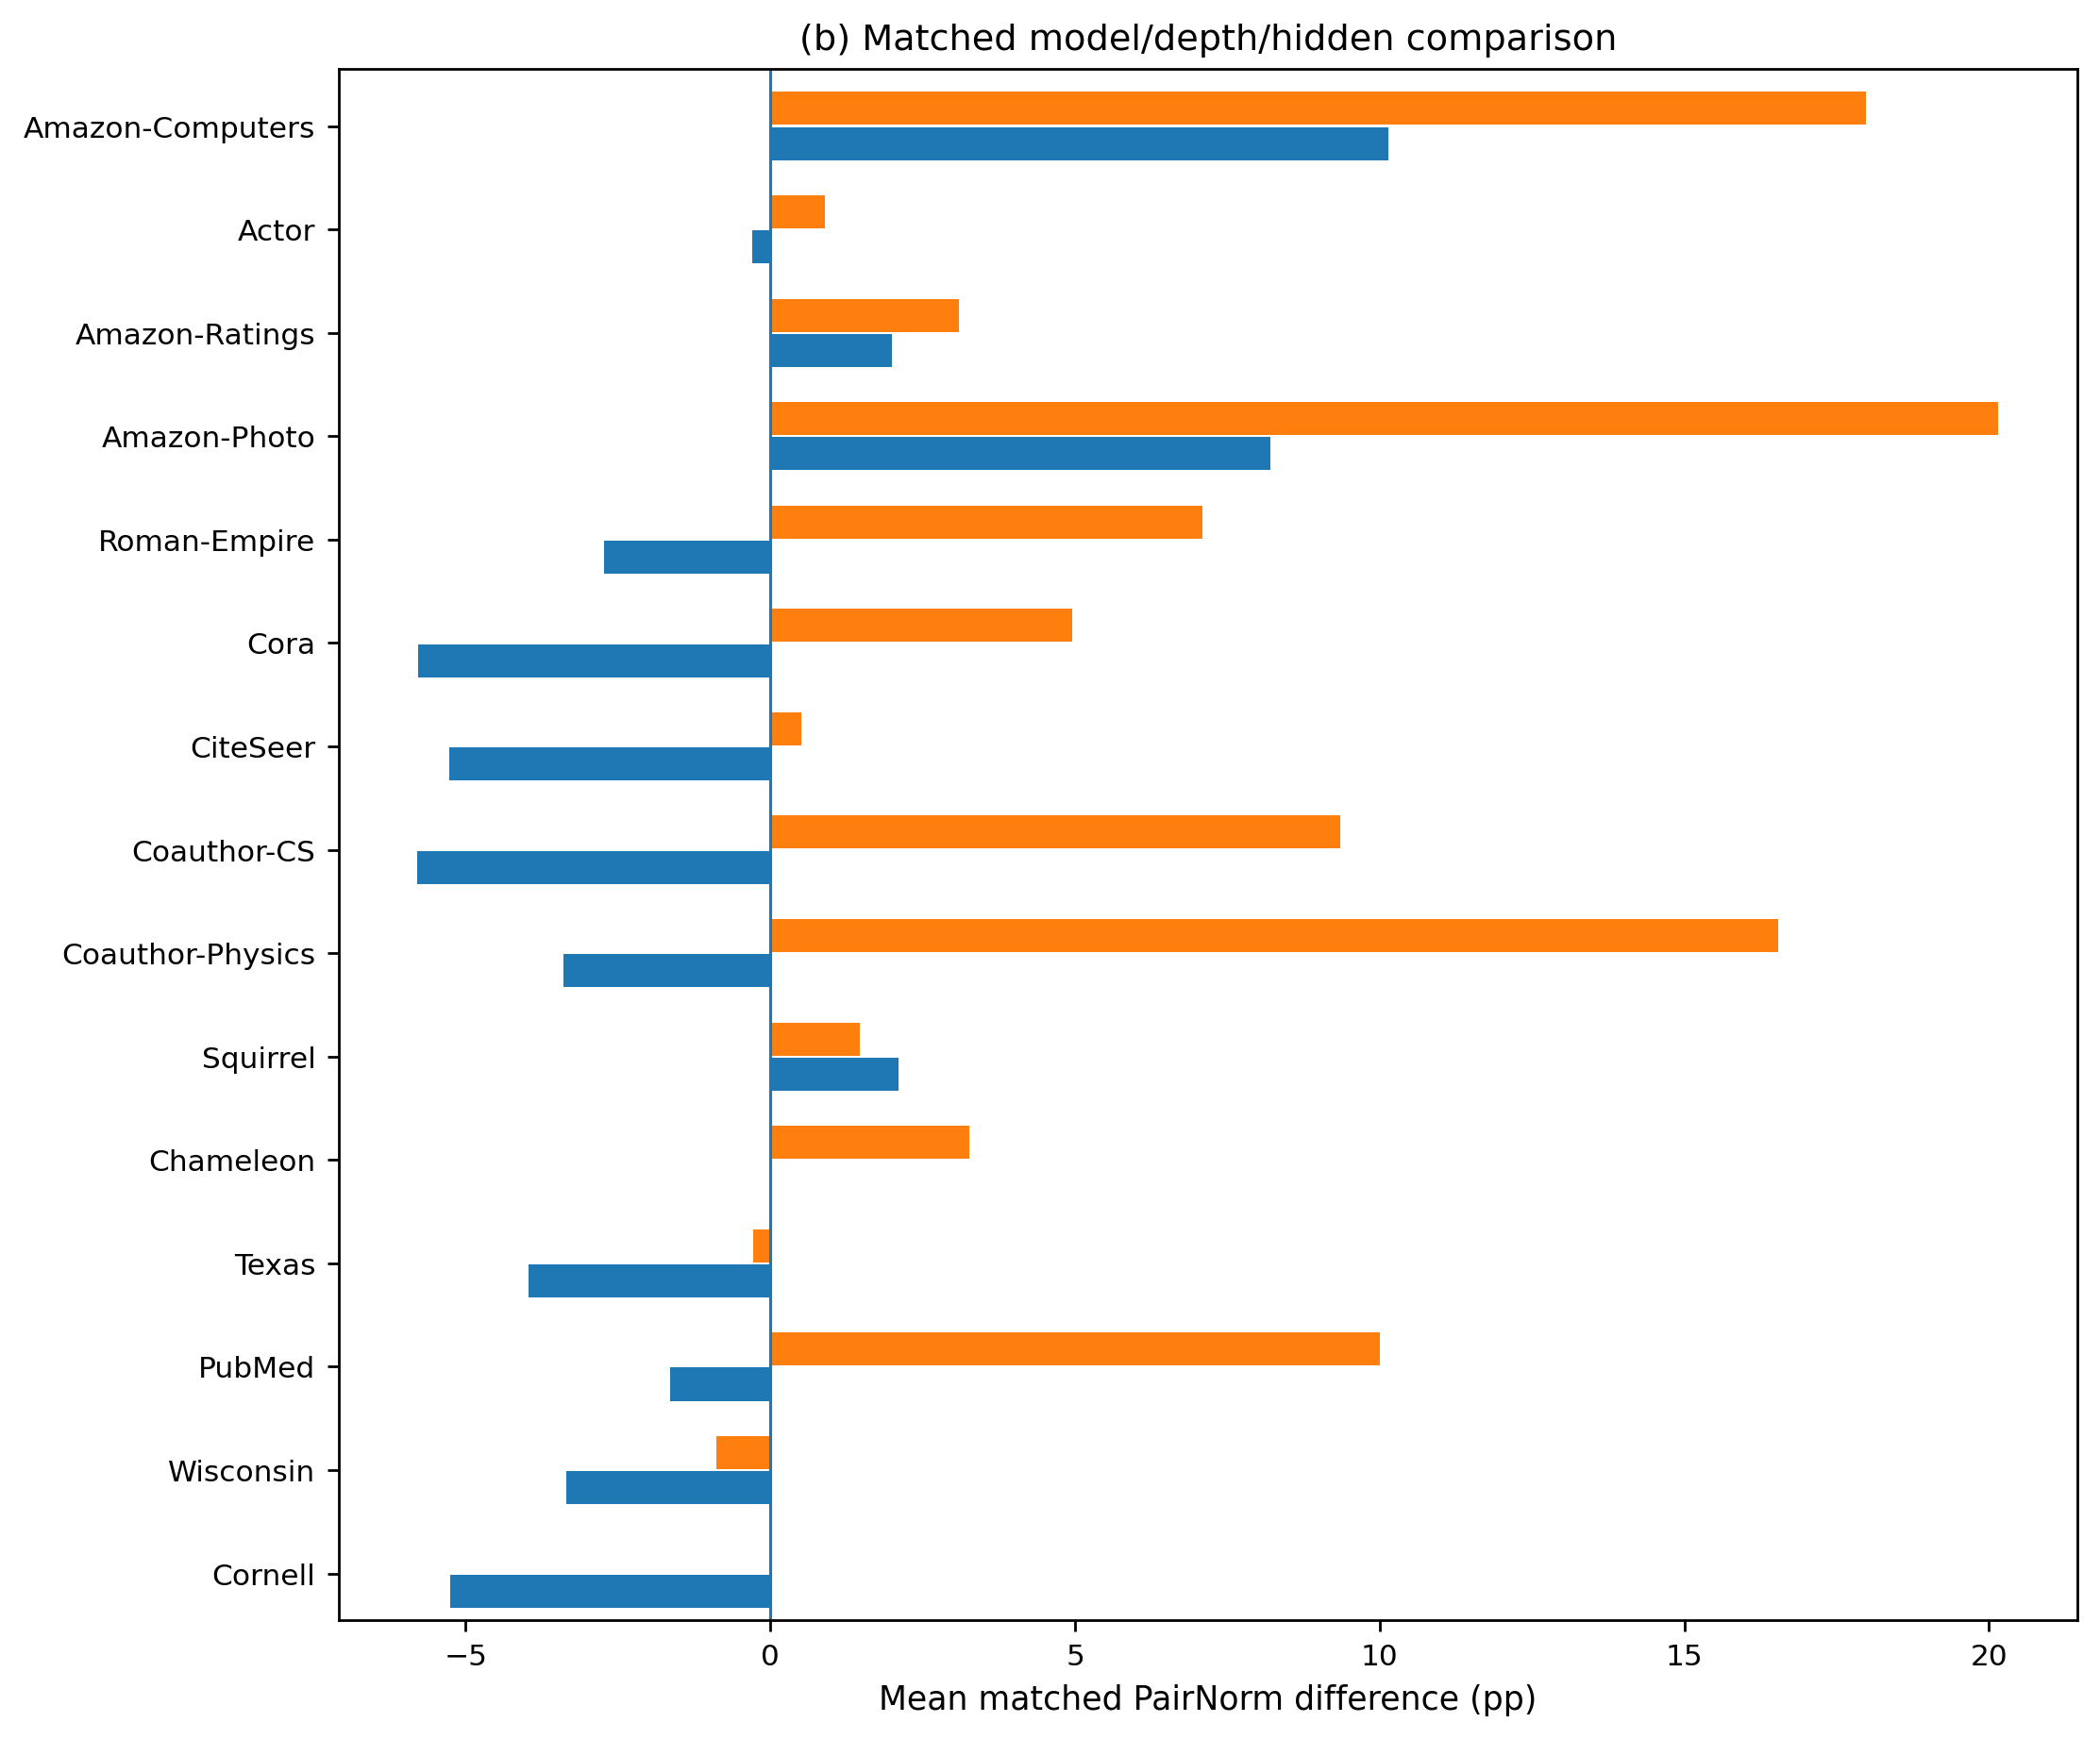 (b) Matched model/depth/hidden comparison
Amazon-Computers
Actor
Amazon-Ratings
Amazon-Photo
Roman-Empire
Cora
CiteSeer
Coauthor-CS
Coauthor-Physics
Squirrel
Chameleon
Texas
PubMed
Wisconsin
Cornell
−5 0 5 10 15 20
Mean matched PairNorm difference (pp)